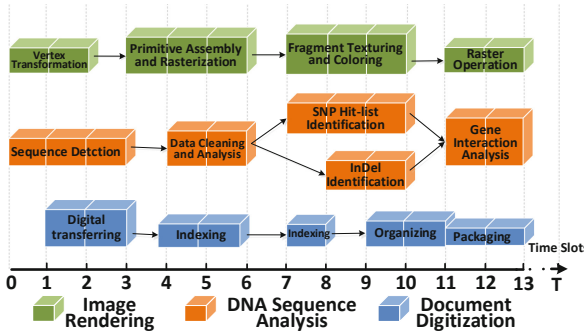 Vertex
Transformation
Primitive Assembly
and Rasterization
Fragment Texturing
and Coloring
Raster
Operration
Sequence Detction
Data Cleaning
and Analysis
SNP Hit-list
Identification
InDel
Identification
Gene
Interaction
Analysis
Digital
transferring
Indexing
Indexing
Organizing
Packaging
Time Slots
0 1 2 3 4 5 6 7 8 9 10 11 12 13 T
Image
Rendering
DNA Sequence
Analysis
Document
Digitization